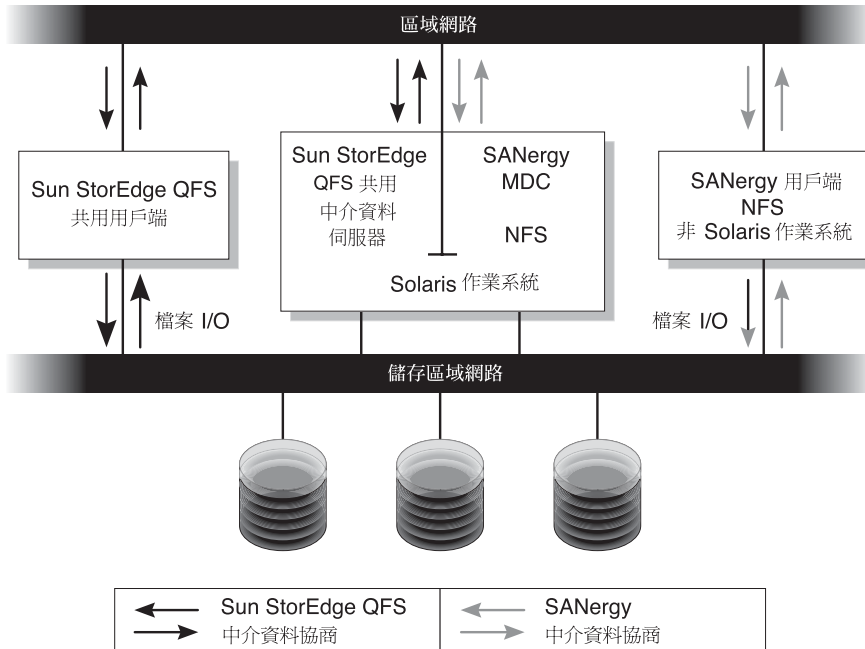 區域網路
Sun StorEdge QFS
共用用戶端
Sun StorEdge
QFS 共用
中介資料
伺服器
SANergy
MDC
NFS
Solaris 作業系統
SANergy 用戶端
NFS
非 Solaris 作業系統
檔案 I/O
檔案 I/O
儲存區域網路
Sun StorEdge QFS
中介資料協商
SANergy
中介資料協商